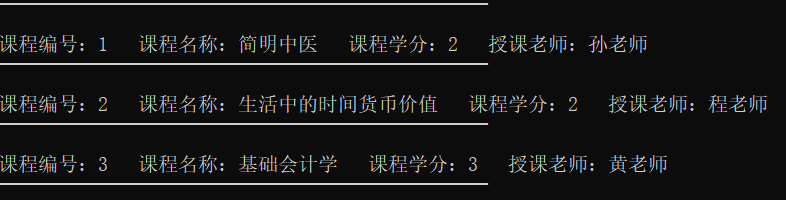 课程编号：1   课程名称：简明中医   课程学分：2   授课老师：孙老师
课程编号：2   课程名称：生活中的时间货币价值   课程学分：2   授课老师：程老师
课程编号：3   课程名称：基础会计学   课程学分：3   授课老师：黄老师